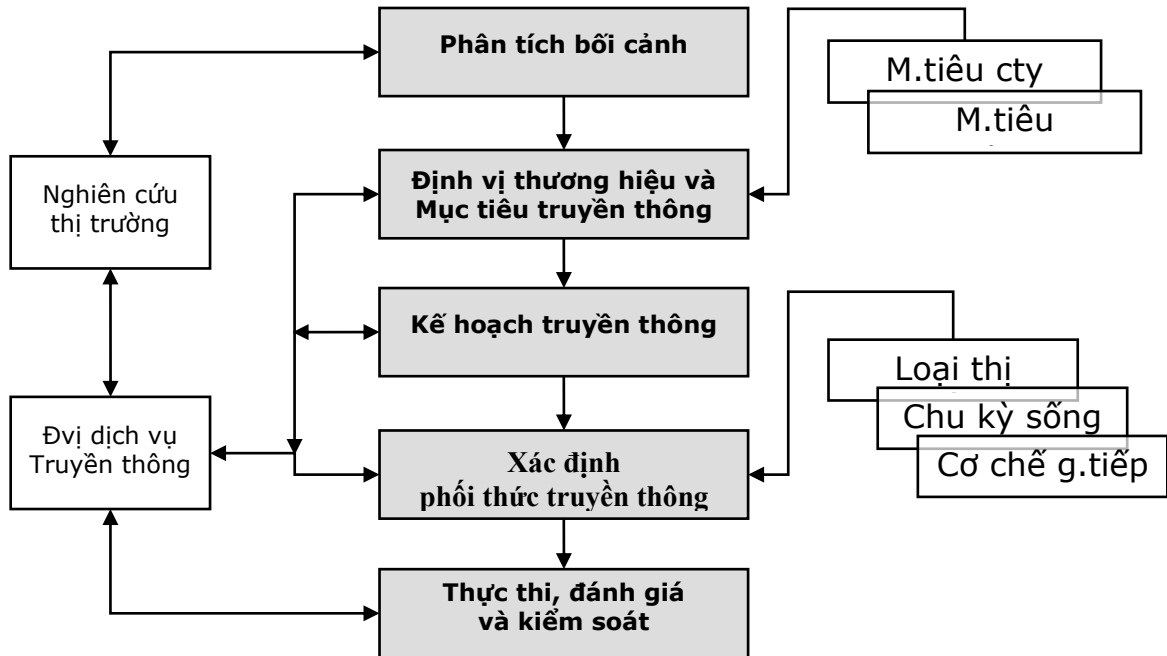 Phân tích bối cảnh
M.tiêu cty
M.tiêu
Định vị thương hiệu và
Mục tiêu truyền thông
Nghiên cứu
thị trường
Kế hoạch truyền thông
Loại thị
Chu kỳ sống
Cơ chế g.tiếp
Đvị dịch vụ
Truyền thông
Xác định
phối thức truyền thông
Thực thi, đánh giá
và kiểm soát